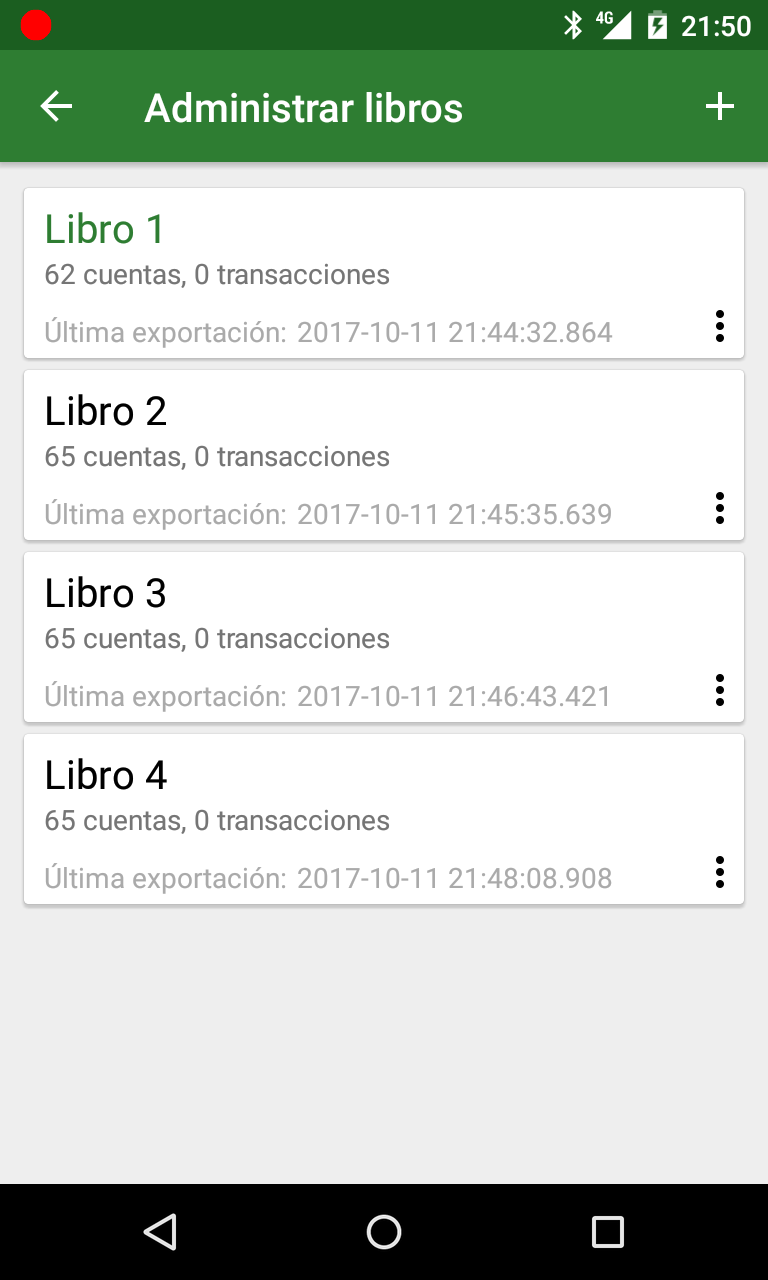 4G 21:50
Administrar libros
Libro 1
62 cuentas, 0 transacciones
Última exportación: 2017-10-11 21:44:32.864
Libro 2
65 cuentas, 0 transacciones
Última exportación: 2017-10-11 21:45:35.639
Libro 3
65 cuentas, 0 transacciones
Última exportación: 2017-10-11 21:46:43.421
Libro 4
65 cuentas, 0 transacciones
Última exportación: 2017-10-11 21:48:08.908